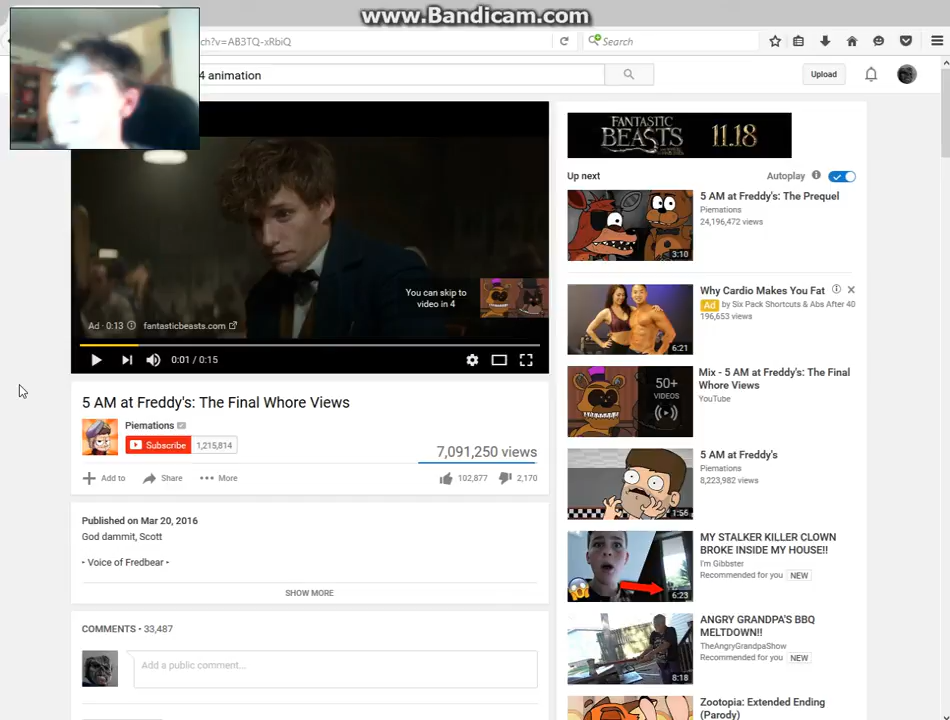 www.Bandicam.com
ch?v=AB3TQ-xRbiQ
Search
4 animation
Upload
FANTASTIC
BEASTS
11.18
Up next
Autoplay
5 AM at Freddy's: The Prequel
Piemations
24,196,472 views
3:10
You can skip to
video in 4
Ad · 0:13
fantasticbeasts.com
0:01 / 0:15
Why Cardio Makes You Fat
Ad by Six Pack Shortcuts & Abs After 40
196,653 views
6:21
Mix - 5 AM at Freddy's: The Final
Whore Views
YouTube
50+
VIDEOS
5 AM at Freddy's: The Final Whore Views
Piemations
Subscribe 1,215,814
7,091,250 views
Add to
Share
More
102,877
2,170
5 AM at Freddy's
Piemations
8,223,982 views
1:56
Published on Mar 20, 2016
God dammit, Scott
- Voice of Fredbear -
SHOW MORE
MY STALKER KILLER CLOWN
BROKE INSIDE MY HOUSE!!
I'm Gibbster
Recommended for you NEW
6:23
ANGRY GRANDPA'S BBQ
MELTDOWN!!
TheAngryGrandpaShow
Recommended for you NEW
8:18
COMMENTS • 33,487
Add a public comment...
Zootopia: Extended Ending
(Parody)